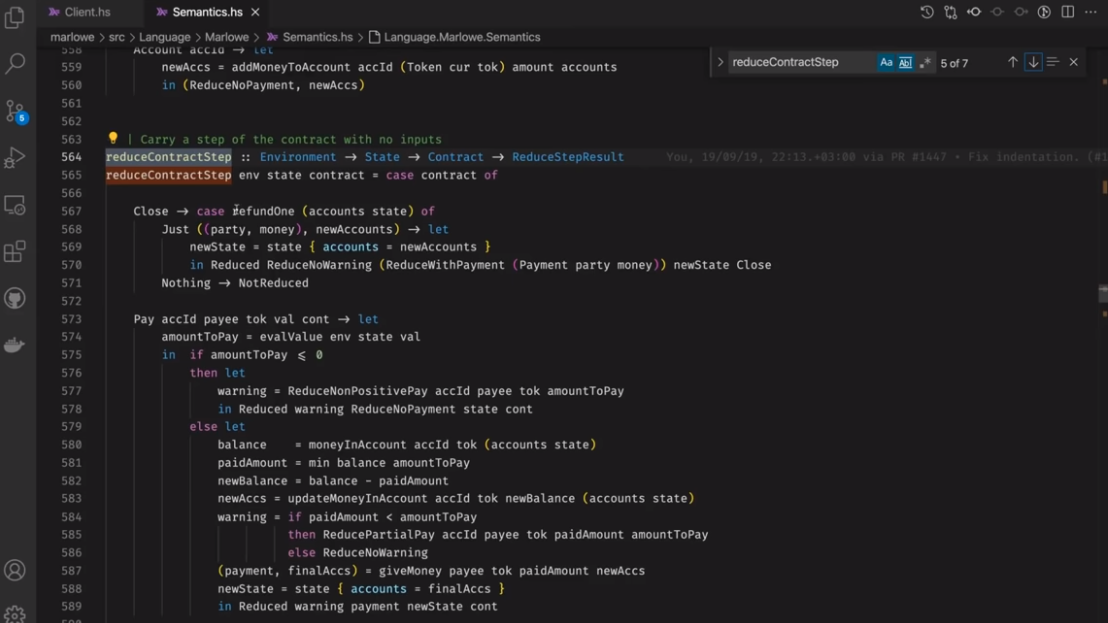 Client.hs
Semantics.hs
marlowe > src > Language > Marlowe > Semantics.hs > Language.Marlowe.Semantics
reduceContractStep Aa Abl .* 5 of 7
5
558 Account accId → let
559 newAccs = addMoneyToAccount accId (Token cur tok) amount accounts
560 in (ReduceNoPayment, newAccs)
561
562
563 | Carry a step of the contract with no inputs
564 reduceContractStep :: Environment → State → Contract → ReduceStepResult You, 19/09/19, 22:13.+03:00 via PR #1447 • Fix indentation. (#1
565 reduceContractStep env state contract = case contract of
566
567 Close → case refundOne (accounts state) of
568 Just ((party, money), newAccounts) → let
569 newState = state { accounts = newAccounts }
570 in Reduced ReduceNoWarning (ReduceWithPayment (Payment party money)) newState Close
571 Nothing → NotReduced
572
573 Pay accId payee tok val cont → let
574 amountToPay = evalValue env state val
575 in if amountToPay ⩽ 0
576 then let
577 warning = ReduceNonPositivePay accId payee tok amountToPay
578 in Reduced warning ReduceNoPayment state cont
579 else let
580 balance = moneyInAccount accId tok (accounts state)
581 paidAmount = min balance amountToPay
582 newBalance = balance - paidAmount
583 newAccs = updateMoneyInAccount accId tok newBalance (accounts state)
584 warning = if paidAmount < amountToPay
585 then ReducePartialPay accId payee tok paidAmount amountToPay
586 else ReduceNoWarning
587 (payment, finalAccs) = giveMoney payee tok paidAmount newAccs
588 newState = state { accounts = finalAccs }
589 in Reduced warning payment newState cont